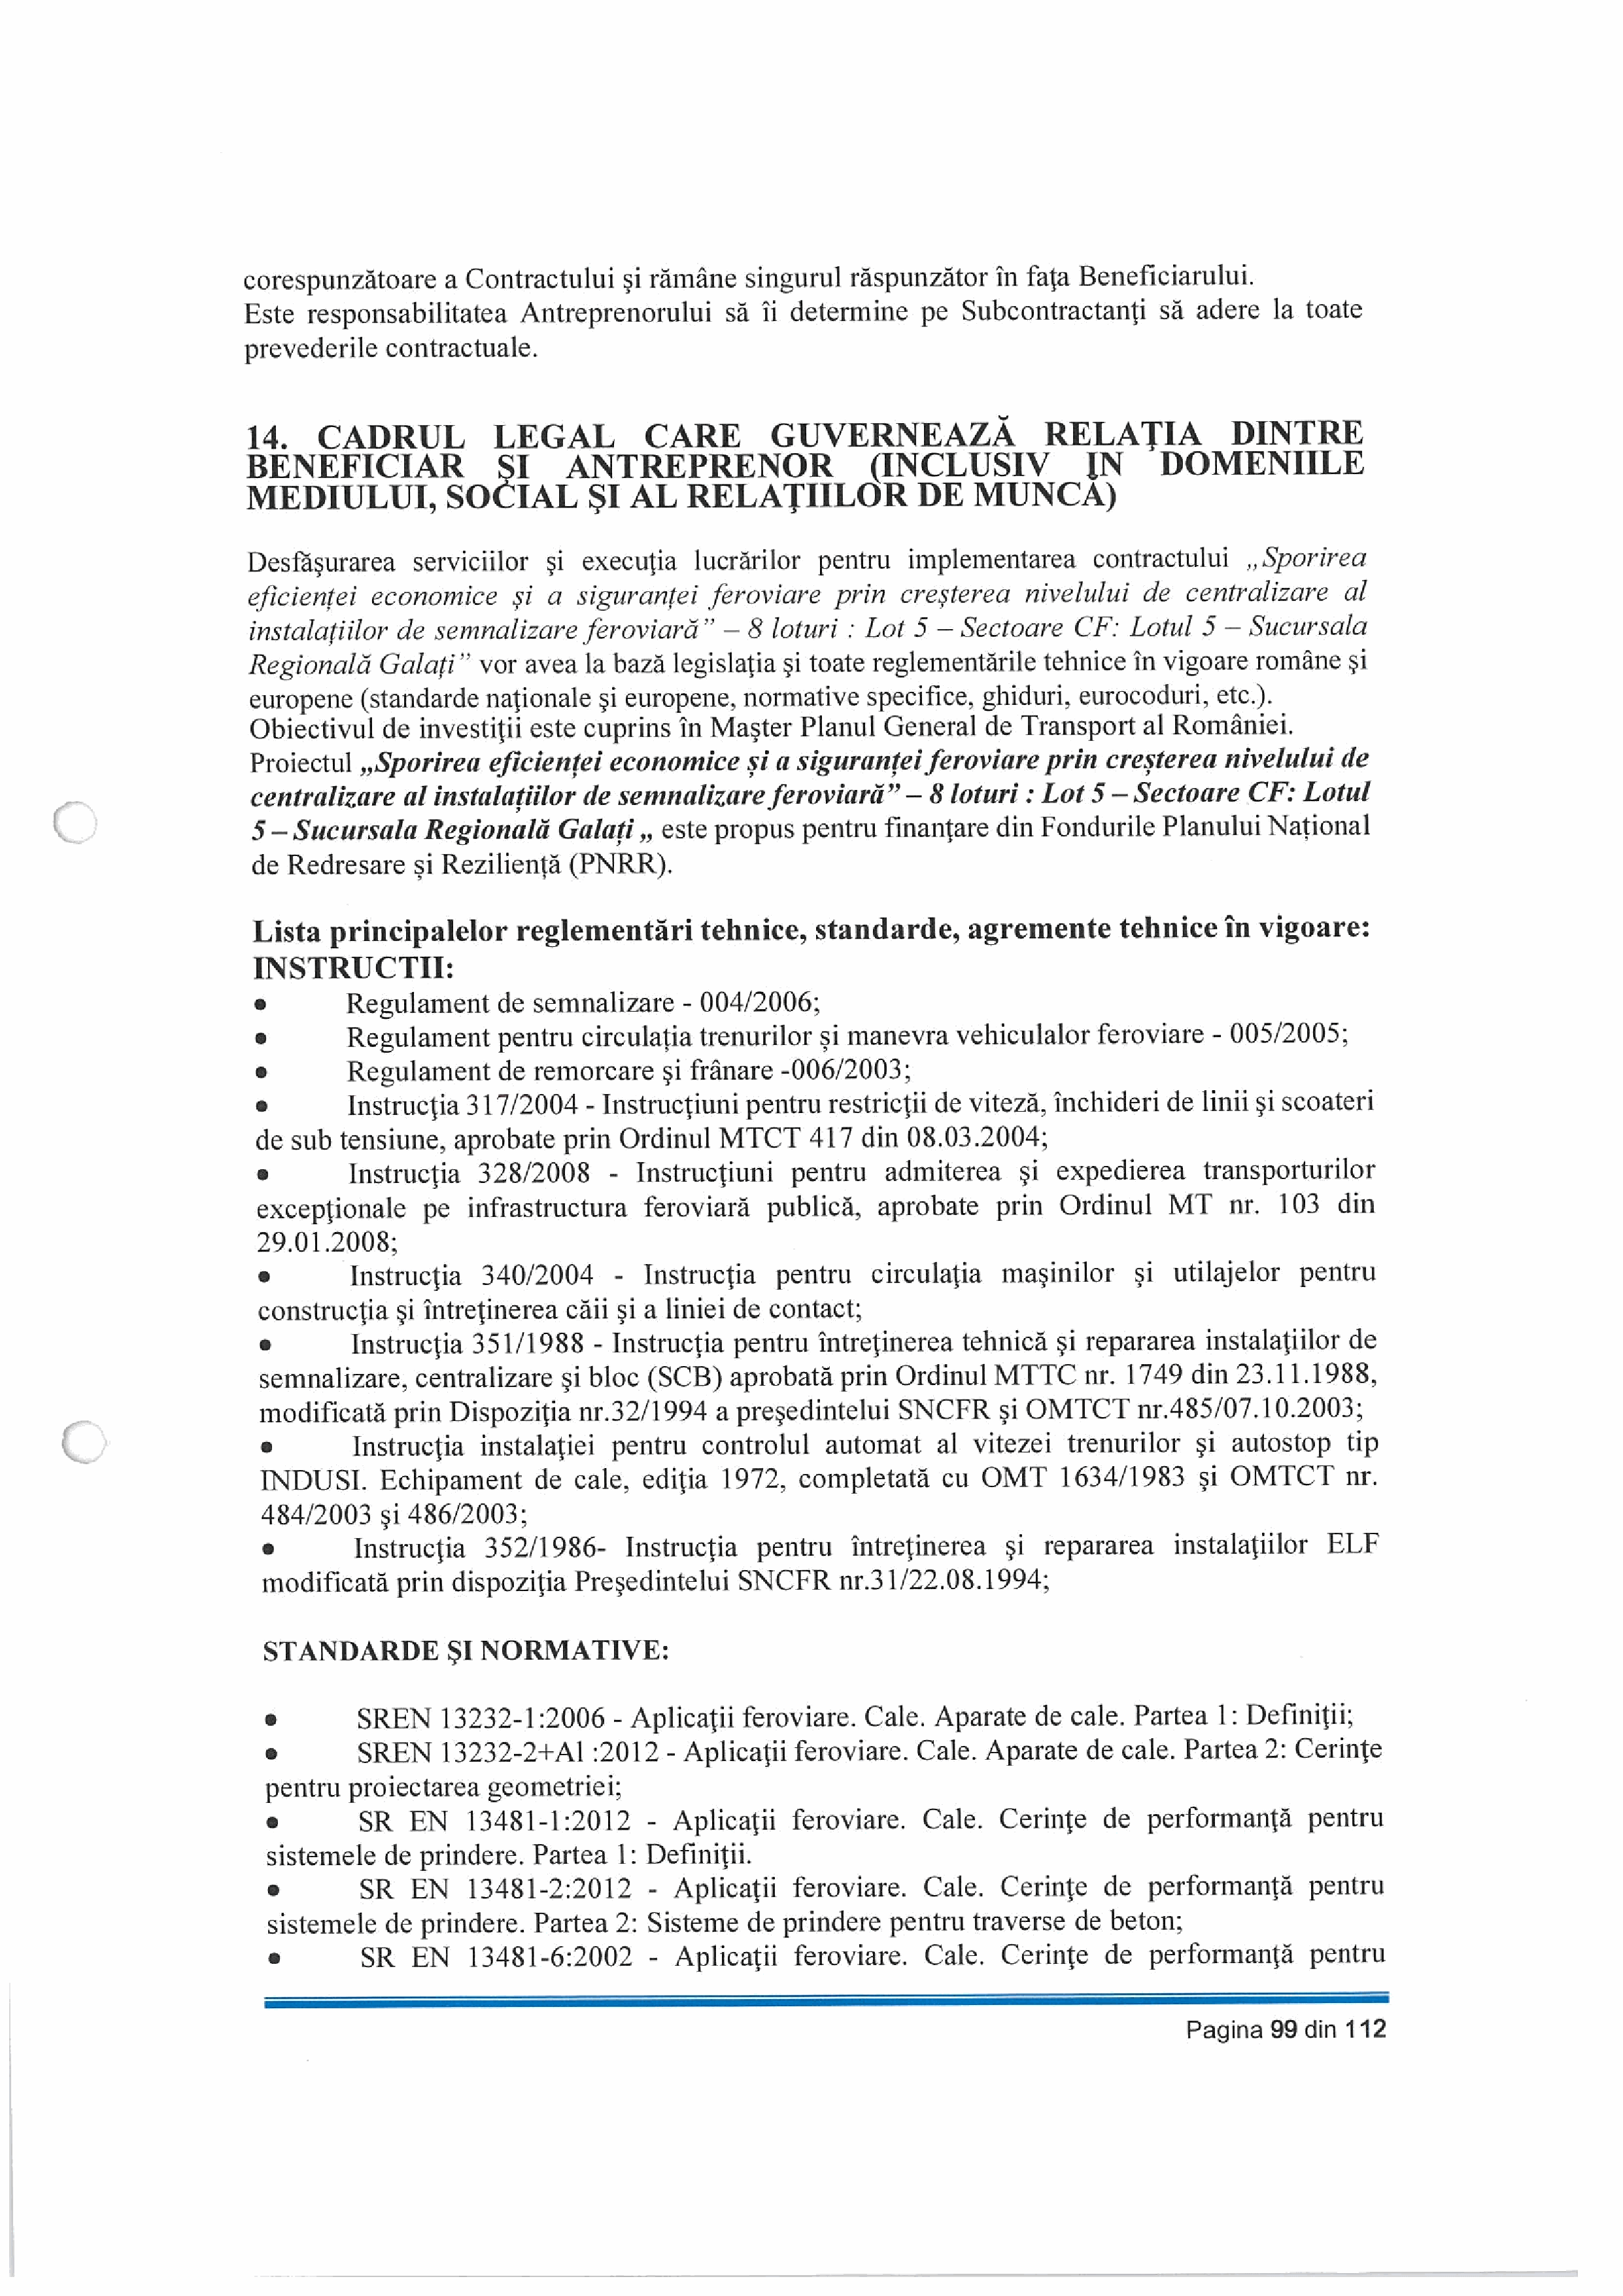 corespunzătoare a Contractului şi rămâne singurul răspunzător în faţa Beneficiarului.
Este responsabilitatea Antreprenorului să îi determine pe Subcontractanţi să adere la toate
prevederile contractuale.
14. CADRUL LEGAL CARE GUVERNEAZĂ RELAŢIA DINTRE
BENEFICIAR ŞI ANTREPRENOR (INCLUSIV ÎN DOMENIILE
MEDIULUI, SOCIAL ŞI AL RELAŢIILOR DE MUNCĂ)
Desfăşurarea serviciilor şi execuţia lucrărilor pentru implementarea contractului „Sporirea
eficienței economice și a siguranței feroviare prin creșterea nivelului de centralizare al
instalațiilor de semnalizare feroviară” – 8 loturi : Lot 5 – Sectoare CF: Lotul 5 – Sucursala
Regională Galați” vor avea la bază legislaţia şi toate reglementările tehnice în vigoare române şi
europene (standarde naţionale şi europene, normative specifice, ghiduri, eurocoduri, etc.).
Obiectivul de investiţii este cuprins în Maşter Planul General de Transport al României.
Proiectul „Sporirea eficienței economice și a siguranței feroviare prin creșterea nivelului de
centralizare al instalațiilor de semnalizare feroviară” – 8 loturi : Lot 5 – Sectoare CF: Lotul
5 – Sucursala Regională Galați „ este propus pentru finanţare din Fondurile Planului Național
de Redresare și Reziliență (PNRR).
Lista principalelor reglementări tehnice, standarde, agremente tehnice în vigoare:
INSTRUCTII:
• Regulament de semnalizare - 004/2006;
• Regulament pentru circulația trenurilor și manevra vehiculalor feroviare - 005/2005;
• Regulament de remorcare şi frânare -006/2003;
• Instrucţia 317/2004 - Instrucţiuni pentru restricţii de viteză, închideri de linii şi scoateri
de sub tensiune, aprobate prin Ordinul MTCT 417 din 08.03.2004;
• Instrucţia 328/2008 - Instrucţiuni pentru admiterea şi expedierea transporturilor
excepţionale pe infrastructura feroviară publică, aprobate prin Ordinul MT nr. 103 din
29.01.2008;
• Instrucţia 340/2004 - Instrucţia pentru circulaţia maşinilor şi utilajelor pentru
construcţia şi întreţinerea căii şi a liniei de contact;
• Instrucţia 351/1988 - Instrucţia pentru întreţinerea tehnică şi repararea instalaţiilor de
semnalizare, centralizare şi bloc (SCB) aprobată prin Ordinul MTTC nr. 1749 din 23.11.1988,
modificată prin Dispoziţia nr.32/1994 a preşedintelui SNCFR şi OMTCT nr.485/07.10.2003;
• Instrucţia instalaţiei pentru controlul automat al vitezei trenurilor şi autostop tip
INDUSI. Echipament de cale, ediţia 1972, completată cu OMT 1634/1983 şi OMTCT nr.
484/2003 şi 486/2003;
• Instrucţia 352/1986- Instrucţia pentru întreţinerea şi repararea instalaţiilor ELF
modificată prin dispoziţia Preşedintelui SNCFR nr.31/22.08.1994;
STANDARDE ŞI NORMATIVE:
• SREN 13232-1:2006 - Aplicaţii feroviare. Cale. Aparate de cale. Partea 1: Definiţii;
• SREN 13232-2+A1 :2012 - Aplicaţii feroviare. Cale. Aparate de cale. Partea 2: Cerinţe
pentru proiectarea geometriei;
• SR EN 13481-1:2012 - Aplicaţii feroviare. Cale. Cerinţe de performanţă pentru
sistemele de prindere. Partea 1: Definiţii.
• SR EN 13481-2:2012 - Aplicaţii feroviare. Cale. Cerinţe de performanţă pentru
sistemele de prindere. Partea 2: Sisteme de prindere pentru traverse de beton;
• SR EN 13481-6:2002 - Aplicaţii feroviare. Cale. Cerinţe de performanţă pentru
Pagina 99 din 112